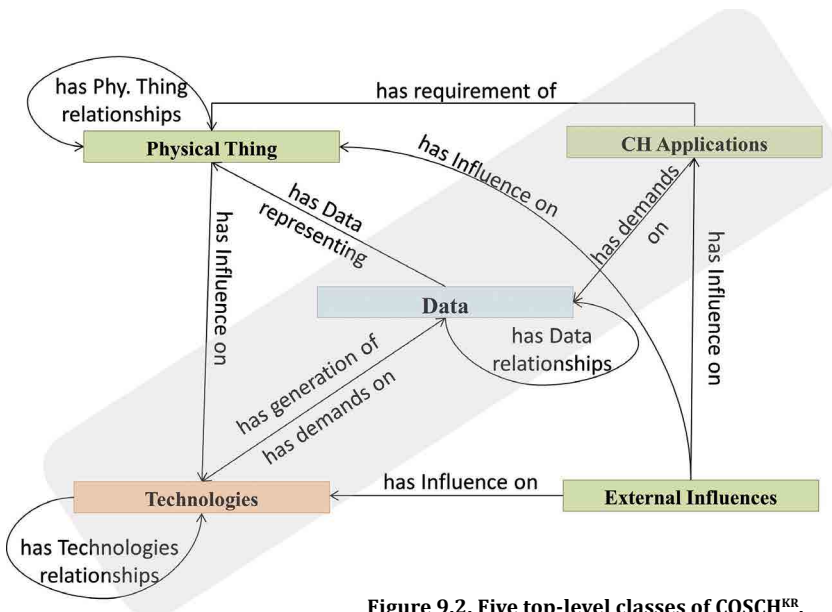 has Phy. Thing
relationships
has requirement of
Physical Thing
CH Applications
has Influence on
has Data
representing
has demands
on
has Influence on
has Influence on
Data
has Data
relationships
has generation of
has demands on
Technologies
has Influence on
External Influences
has Technologies
relationships
Figure 9.2. Five top-level classes of COSCHKR.